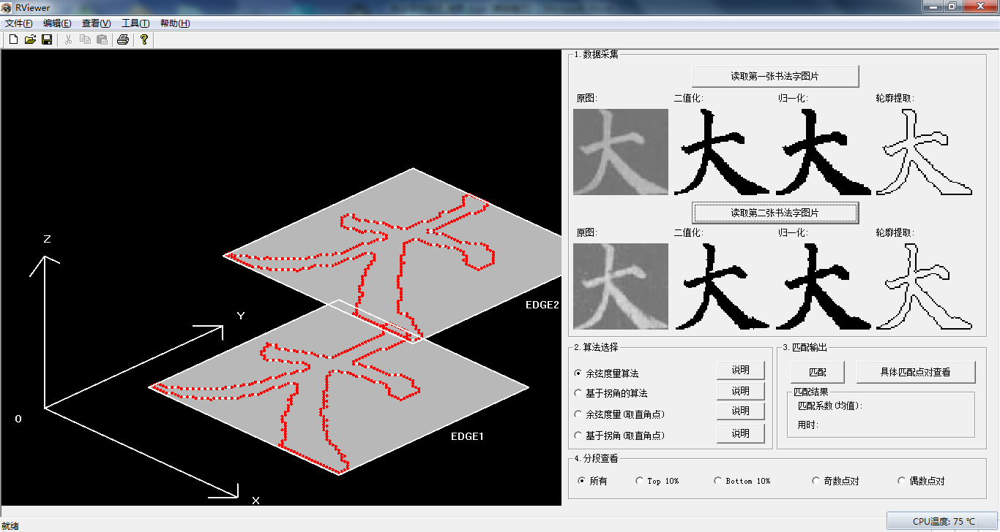 RViewer
文件(F) 编辑(E) 查看(V) 工具(T) 帮助(H)
1.数据采集
读取第一张书法字图片
原图: 二值化: 归一化: 轮廓提取:
大 大 大 大
读取第二张书法字图片
原图: 二值化: 归一化: 轮廓提取:
大 大 大 大
Z
Y
O
X
EDGE2
EDGE1
2.算法选择
余弦度量算法 说明
基于拐角的算法 说明
余弦度量(取直角点) 说明
基于拐角(取直角点) 说明
3.匹配输出
匹配 具体匹配点对查看
匹配结果
匹配系数(均值):
用时:
4.分段查看
所有 Top 10% Bottom 10% 奇数点对 偶数点对
就绪
CPU温度: 75 ℃